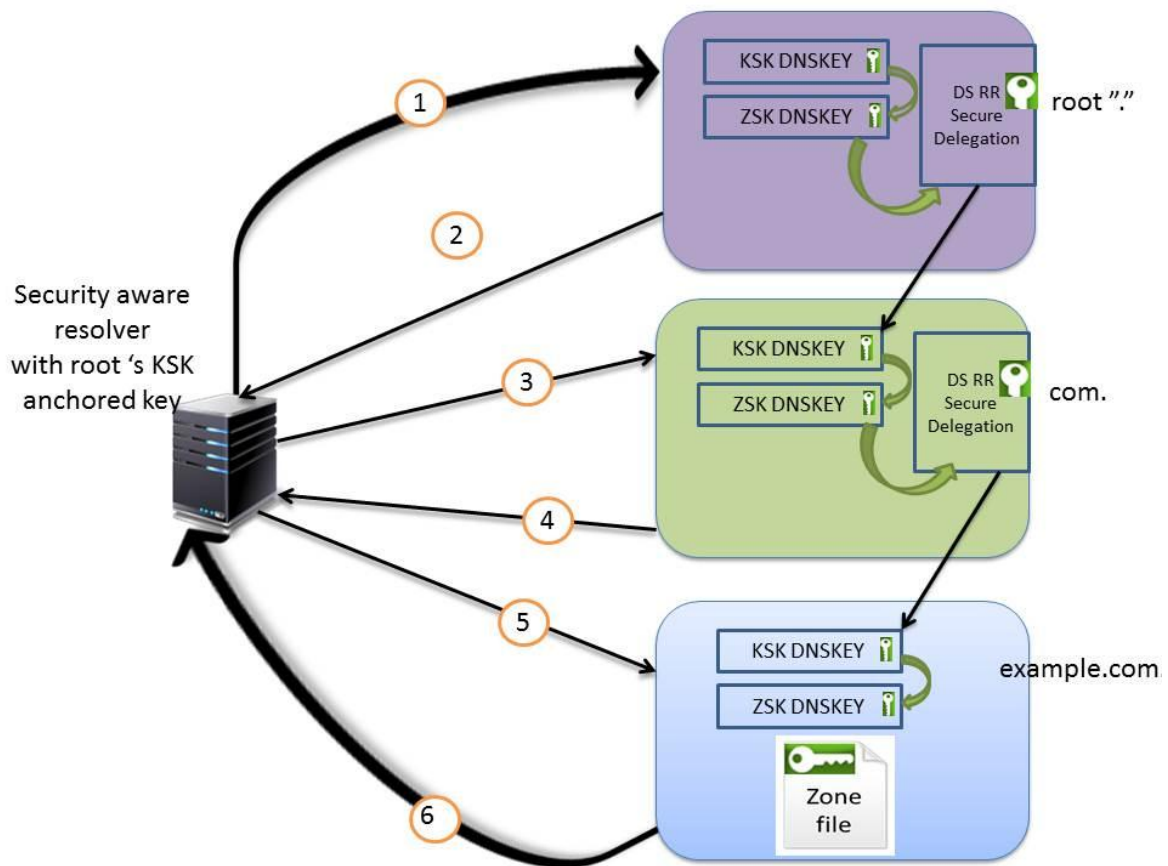 KSK DNSKEY
ZSK DNSKEY
DS RR
Secure
Delegation
root ”.”
1
2
Security aware
resolver
with root ‘s KSK
anchored key
3
KSK DNSKEY
ZSK DNSKEY
DS RR
Secure
Delegation
com.
4
5
KSK DNSKEY
ZSK DNSKEY
example.com.
Zone
file
6